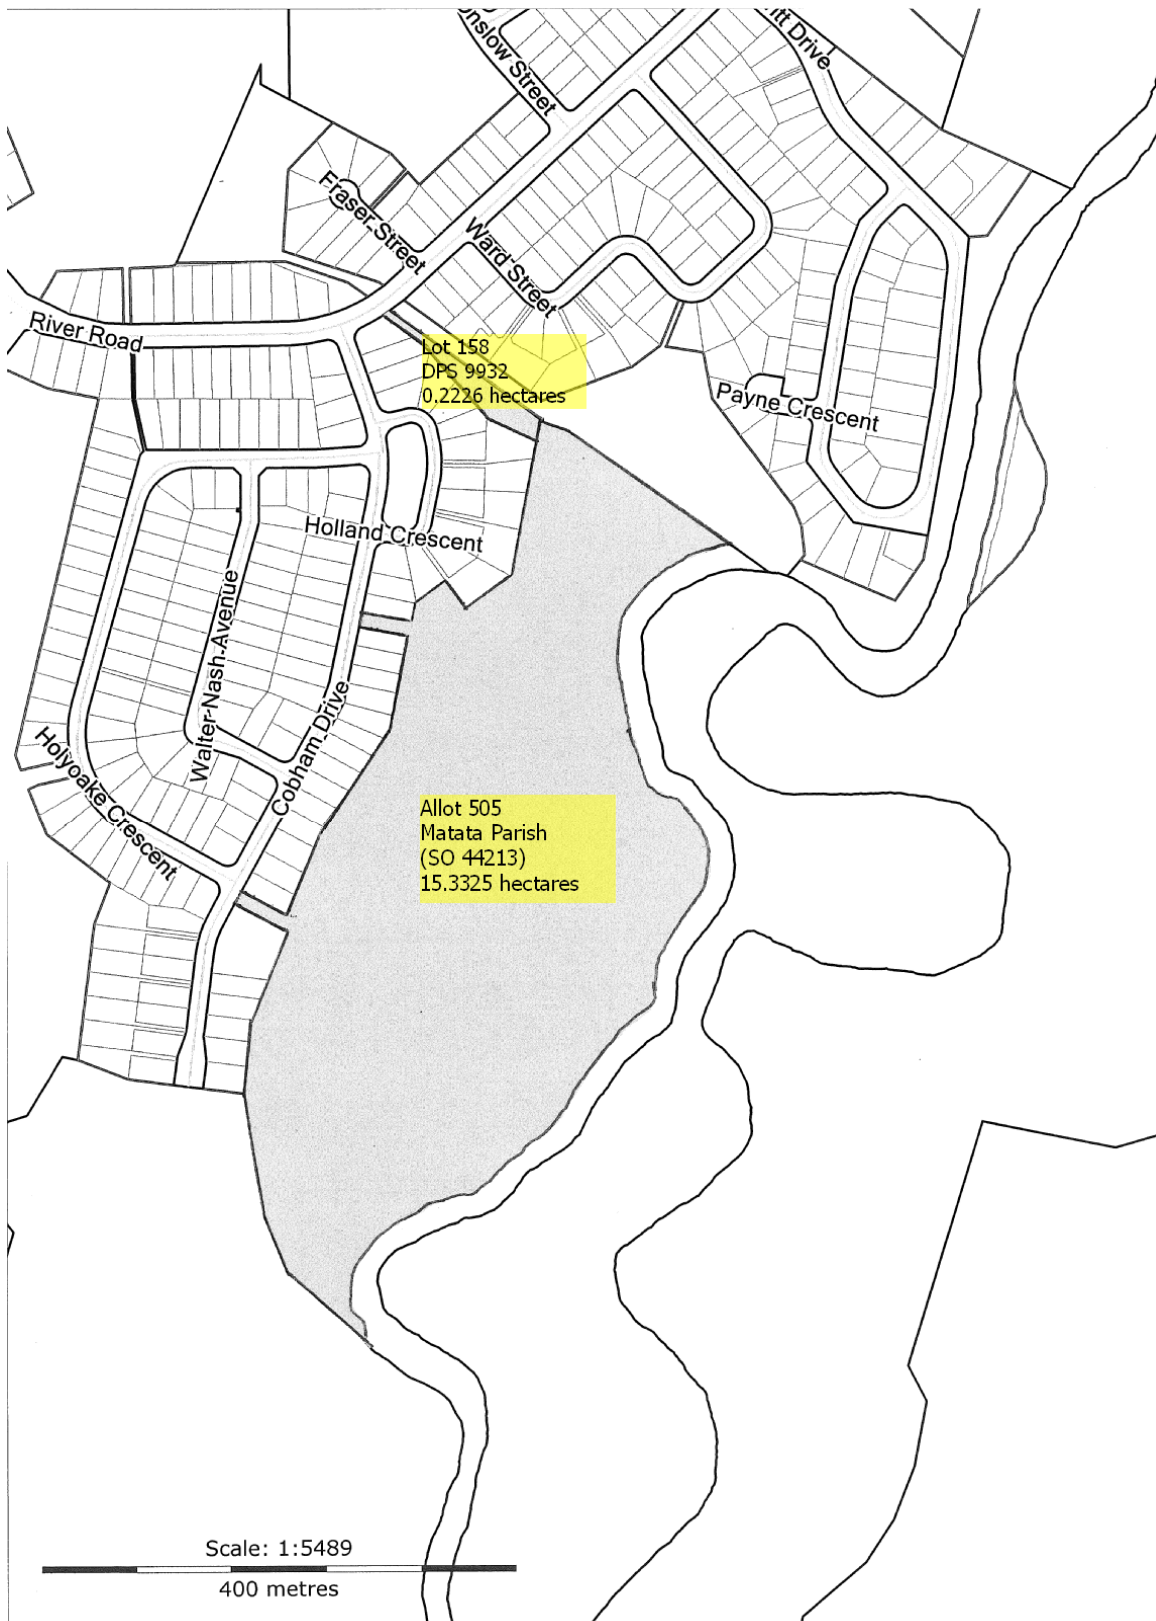 Onslow Street
Drive
Fraser Street
Ward Street
River Road
Lot 158
DPS 9932
0.2226 hectares
Payne Crescent
Holland Crescent
Walter Nash Avenue
Cobham Drive
Holyoake Crescent
Allot 505
Matata Parish
(SO 44213)
15.3325 hectares
Scale: 1:5489
400 metres